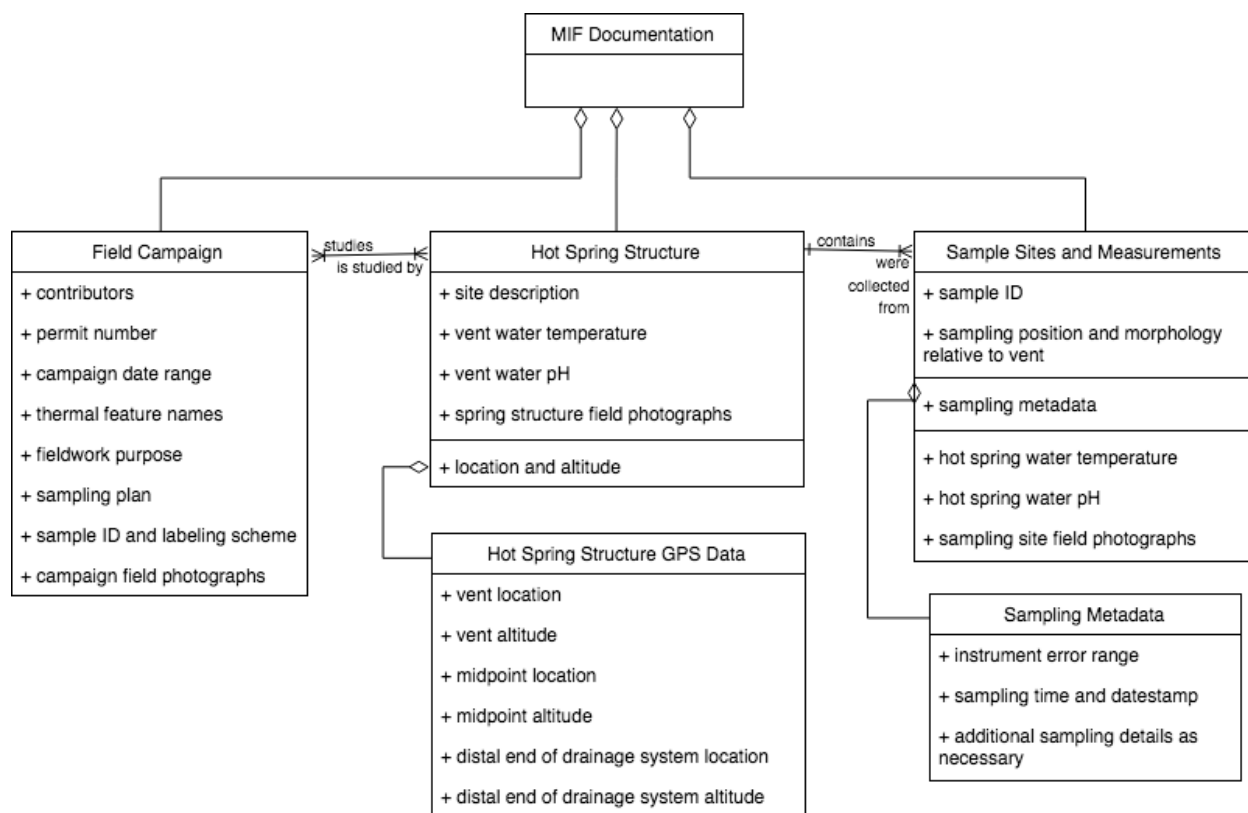 MIF Documentation
Field Campaign
+ contributors
+ permit number
+ campaign date range
+ thermal feature names
+ fieldwork purpose
+ sampling plan
+ sample ID and labeling scheme
+ campaign field photographs
studies
is studied by
Hot Spring Structure
+ site description
+ vent water temperature
+ vent water pH
+ spring structure field photographs
+ location and altitude
contains
were
collected
from
Sample Sites and Measurements
+ sample ID
+ sampling position and morphology
relative to vent
+ sampling metadata
+ hot spring water temperature
+ hot spring water pH
+ sampling site field photographs
Hot Spring Structure GPS Data
+ vent location
+ vent altitude
+ midpoint location
+ midpoint altitude
+ distal end of drainage system location
+ distal end of drainage system altitude
Sampling Metadata
+ instrument error range
+ sampling time and datestamp
+ additional sampling details as
necessary